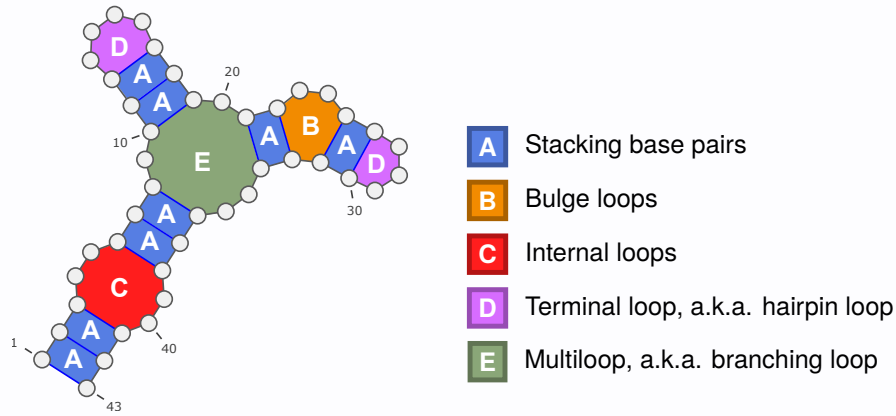 D
A
A
20
10
E
A
B
A
D
30
A
A
C
A
A
1
40
43
A Stacking base pairs
B Bulge loops
C Internal loops
D Terminal loop, a.k.a. hairpin loop
E Multiloop, a.k.a. branching loop